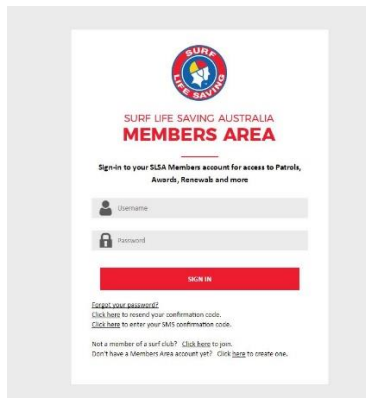 SURF
LIFE SAVING
SURF LIFE SAVING AUSTRALIA
MEMBERS AREA
Sign-in to your SLSA Members account for access to Patrols,
Awards, Renewals and more
Username
Password
SIGN IN
Forgot your password?
Click here to resend your confirmation code.
Click here to enter your SMS confirmation code.
Not a member of a surf club? Click here to join.
Don't have a Members Area account yet? Click here to create one.